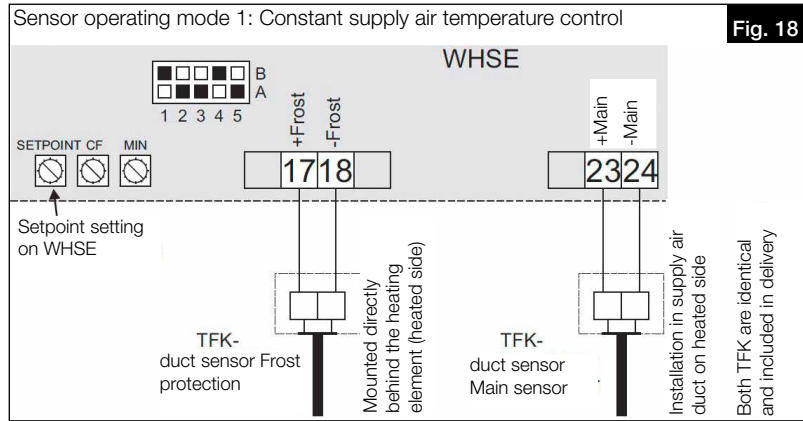 Sensor operating mode 1: Constant supply air temperature control
Fig. 18
WHSE
B
A
1 2 3 4 5
+Frost
-Frost
+Main
-Main
SETPOINT CF MIN
17 18
23 24
Setpoint setting
on WHSE
TFK-
duct sensor Frost
protection
Mounted directly
behind the heating
element (heated side)
TFK-
duct sensor
Main sensor
Installation in supply air
duct on heated side
Both TFK are identical
and included in delivery